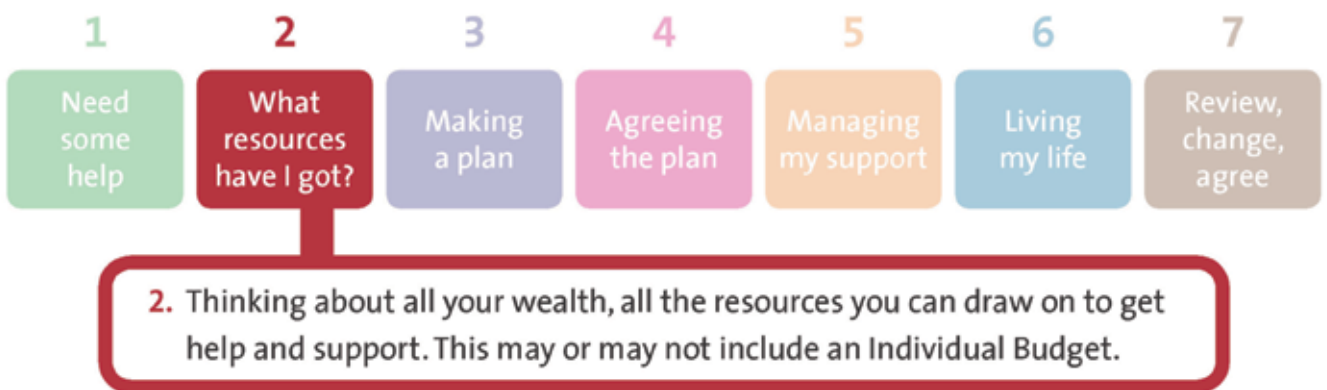 1
Need
some
help
2
What
resources
have I got?
3
Making
a plan
4
Agreeing
the plan
5
Managing
my support
6
Living
my life
7
Review,
change,
agree
2. Thinking about all your wealth, all the resources you can draw on to get
help and support. This may or may not include an Individual Budget.